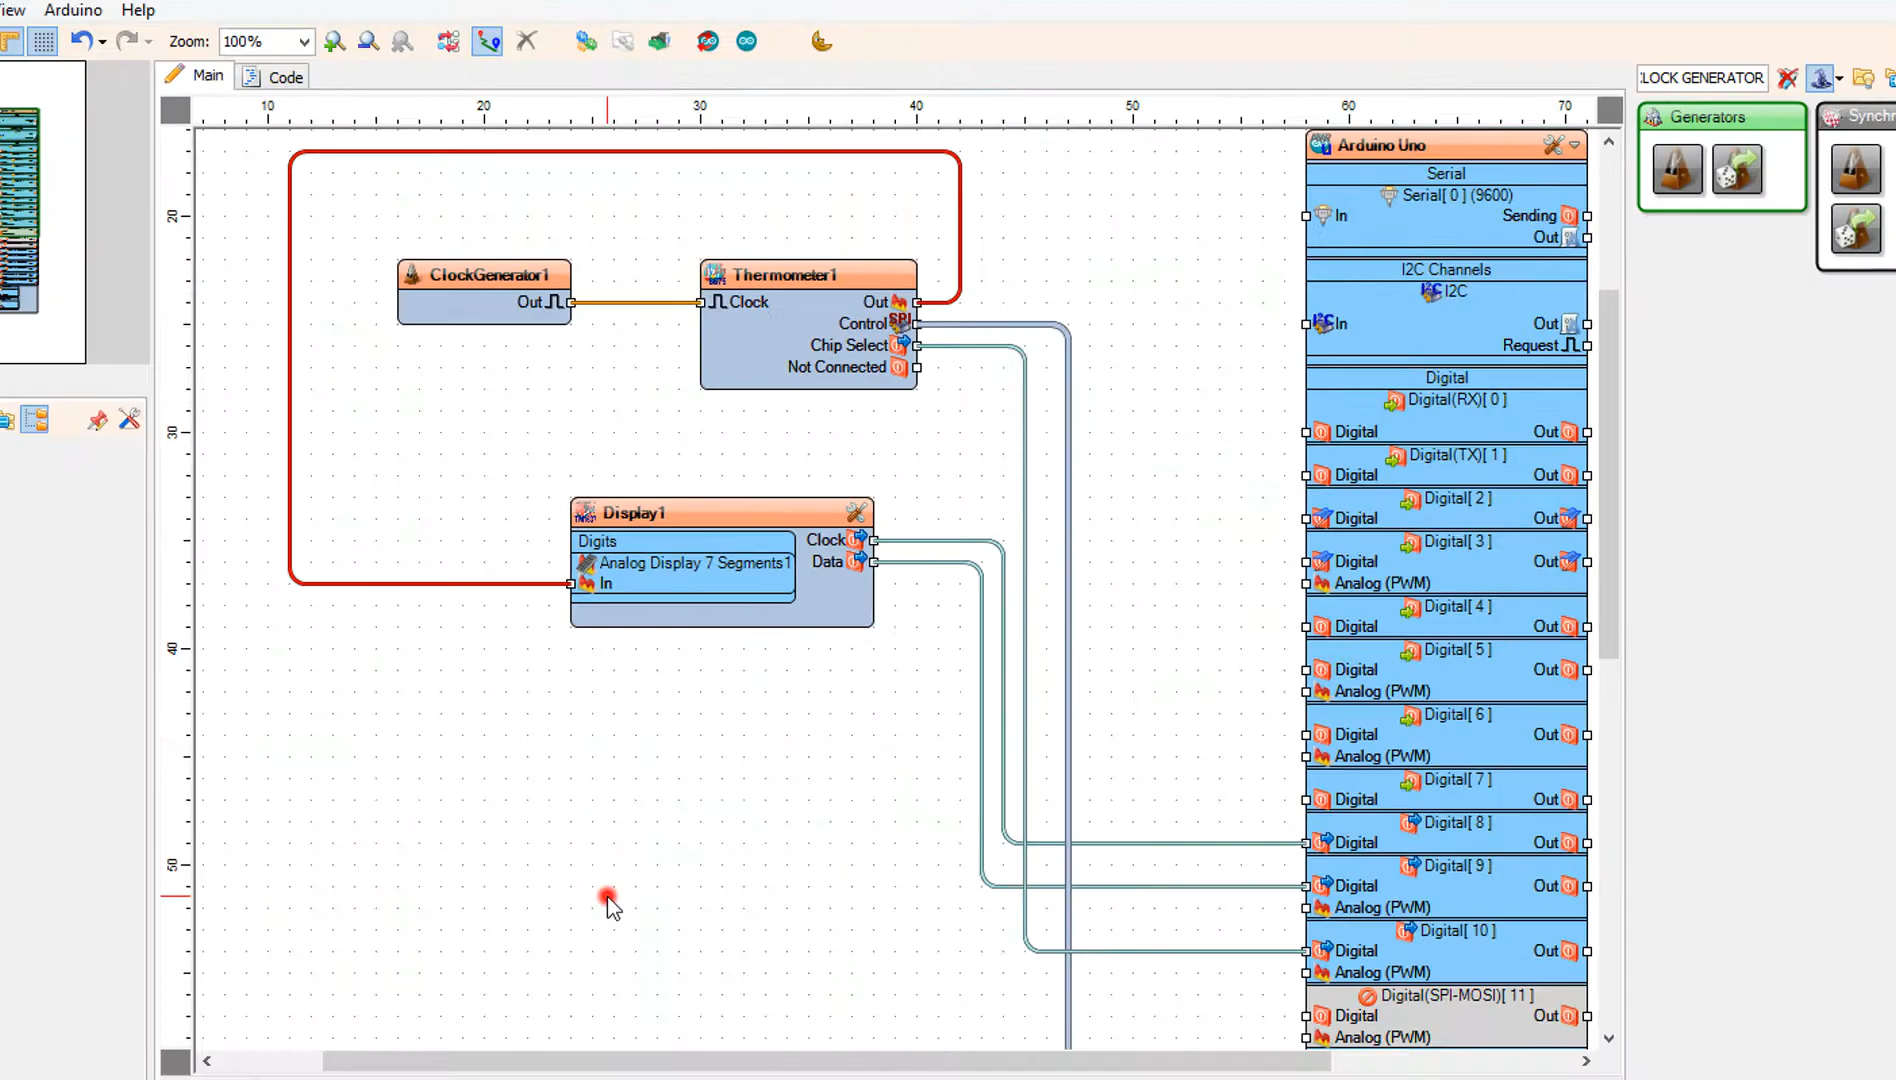 View Arduino Help
Zoom: 100%
Main Code
LOCK GENERATOR
10 20 30 40 50 60 70
20
30
40
50
ClockGenerator1
Out
Thermometer1
Clock Out
SPI
Control
Chip Select
Not Connected
Display1
Digits
Analog Display 7 Segments1
In
Clock
Data
Arduino Uno
Serial
Serial[ 0 ] (9600)
In Sending
Out
I2C Channels
I2C
I2C In Out
Request
Digital
Digital(RX)[ 0 ]
Digital Out
Digital(TX)[ 1 ]
Digital Out
Digital[ 2 ]
Digital Out
Digital[ 3 ]
Digital Out
Analog (PWM)
Digital[ 4 ]
Digital Out
Digital[ 5 ]
Digital Out
Analog (PWM)
Digital[ 6 ]
Digital Out
Analog (PWM)
Digital[ 7 ]
Digital Out
Digital[ 8 ]
Digital Out
Digital[ 9 ]
Digital Out
Analog (PWM)
Digital[ 10 ]
Digital Out
Analog (PWM)
Digital(SPI-MOSI)[ 11 ]
Digital Out
Analog (PWM)
Generators
Synchr